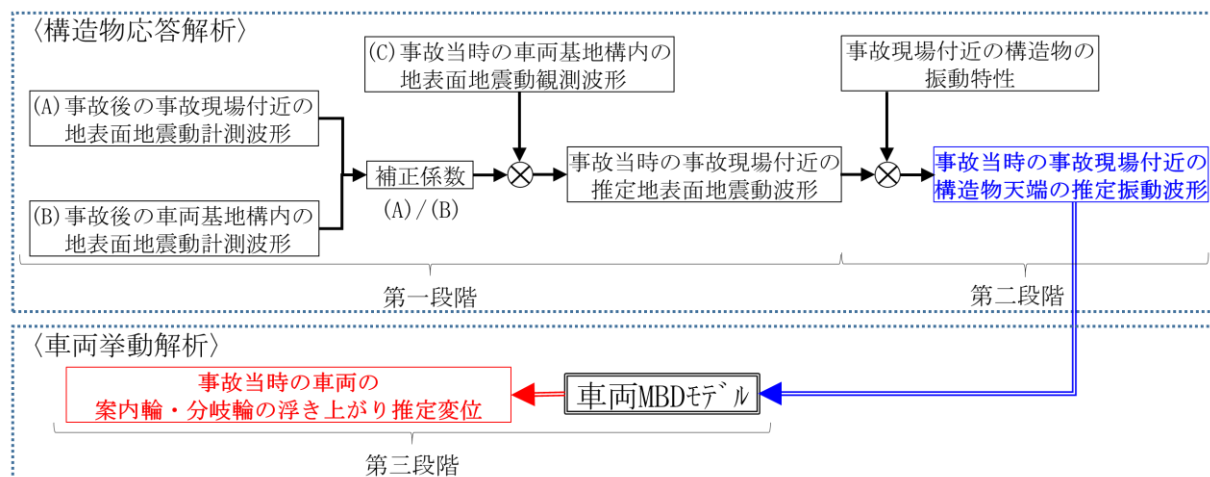 〈構造物応答解析〉
(A)事故後の事故現場付近の
地表面地震動計測波形
(B)事故後の車両基地構内の
地表面地震動計測波形
補正係数
(A)/(B)
(C)事故当時の車両基地構内の
地表面地震動観測波形
事故当時の事故現場付近の
推定地表面地震動波形
事故現場付近の構造物の
振動特性
事故当時の事故現場付近の
構造物天端の推定振動波形
第一段階
第二段階
〈車両挙動解析〉
車両MBDモデル
事故当時の車両の
案内輪・分岐輪の浮き上がり推定変位
第三段階